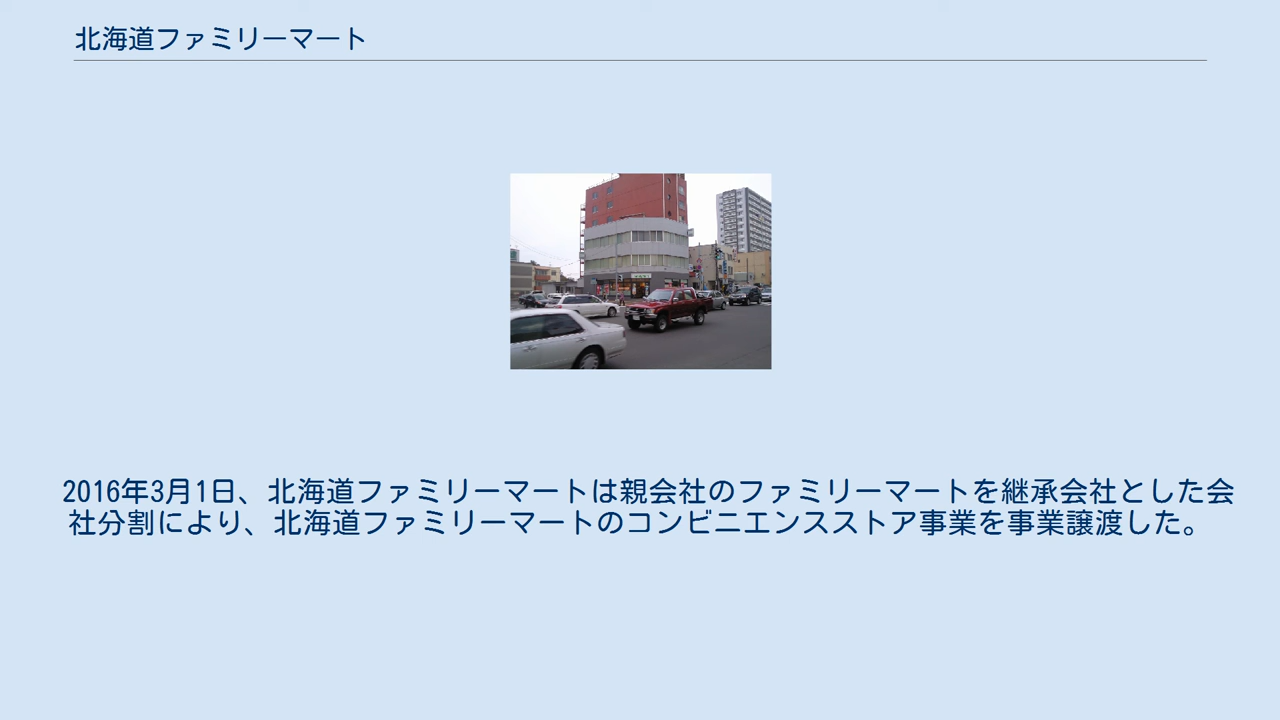 北海道ファミリーマート
2016年3月1日、北海道ファミリーマートは親会社のファミリーマートを継承会社とした会
社分割により、北海道ファミリーマートのコンビニエンスストア事業を事業譲渡した。